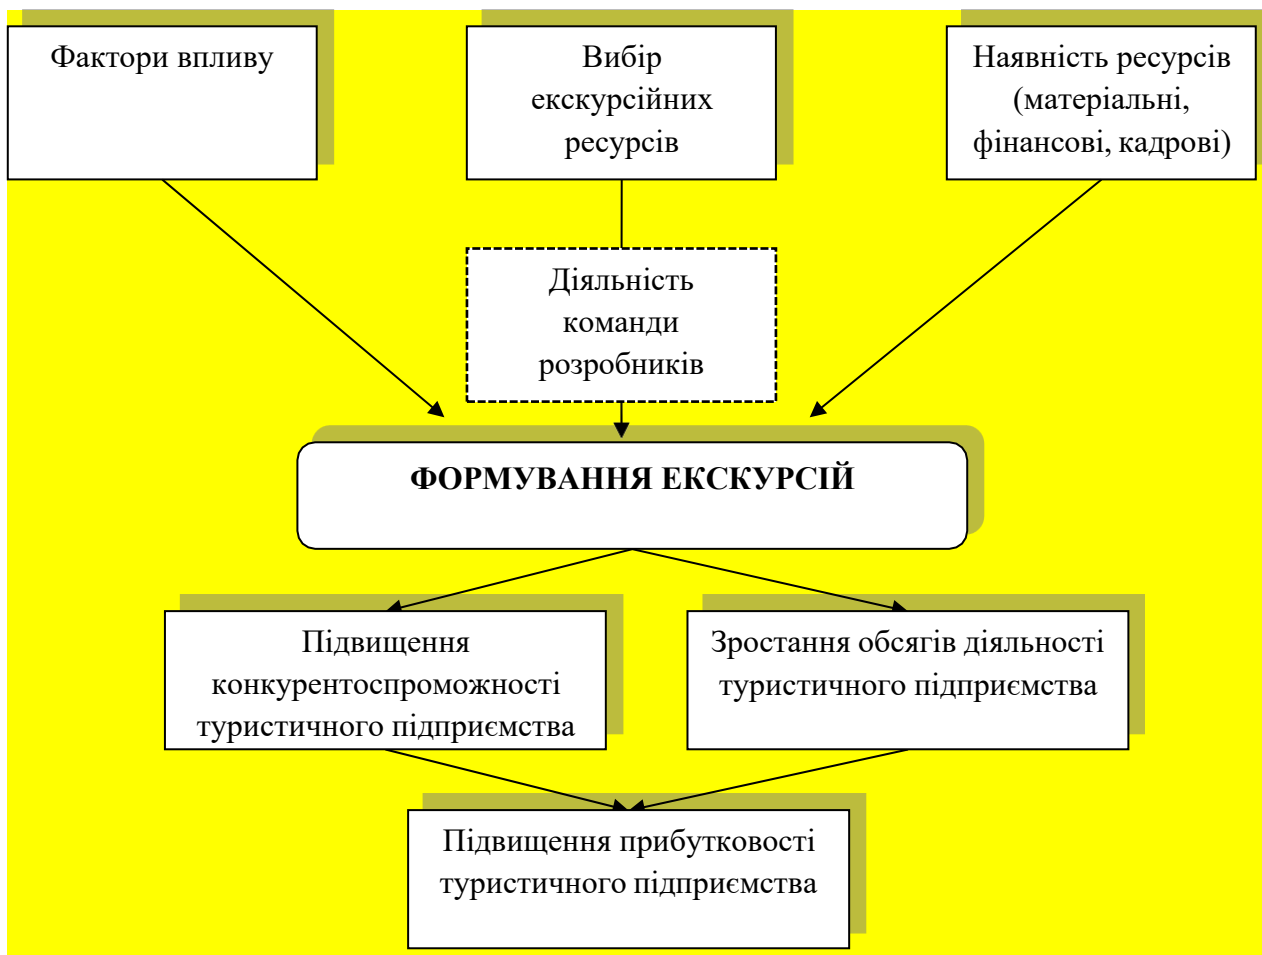 Фактори впливу
Вибір
екскурсійних
ресурсів
Наявність ресурсів
(матеріальні,
фінансові, кадрові)
Діяльність
команди
розробників
ФОРМУВАННЯ ЕКСКУРСІЙ
Підвищення
конкурентоспроможності
туристичного підприємства
Зростання обсягів діяльності
туристичного підприємства
Підвищення прибутковості
туристичного підприємства